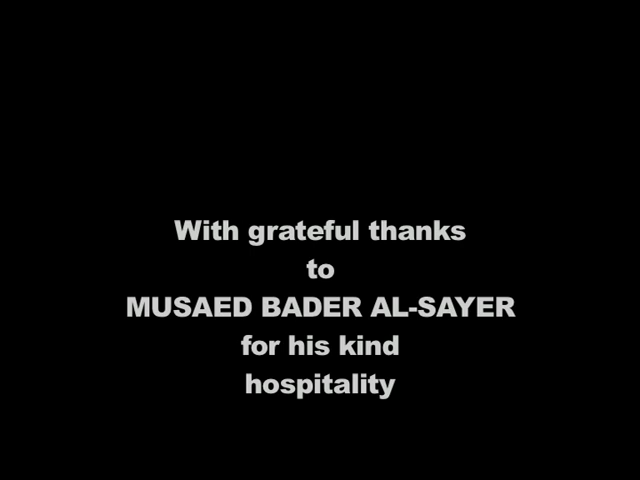 With grateful thanks
to
MUSAED BADER AL-SAYER
for his kind
hospitality